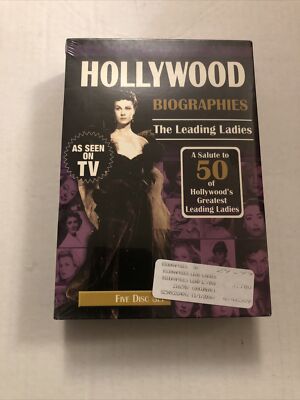 HOLLYWOOD
BIOGRAPHIES
The Leading Ladies
AS SEEN
ON
TV
A Salute to
50
of
Hollywood's
Greatest
Leading Ladies
FIVE DISC SET